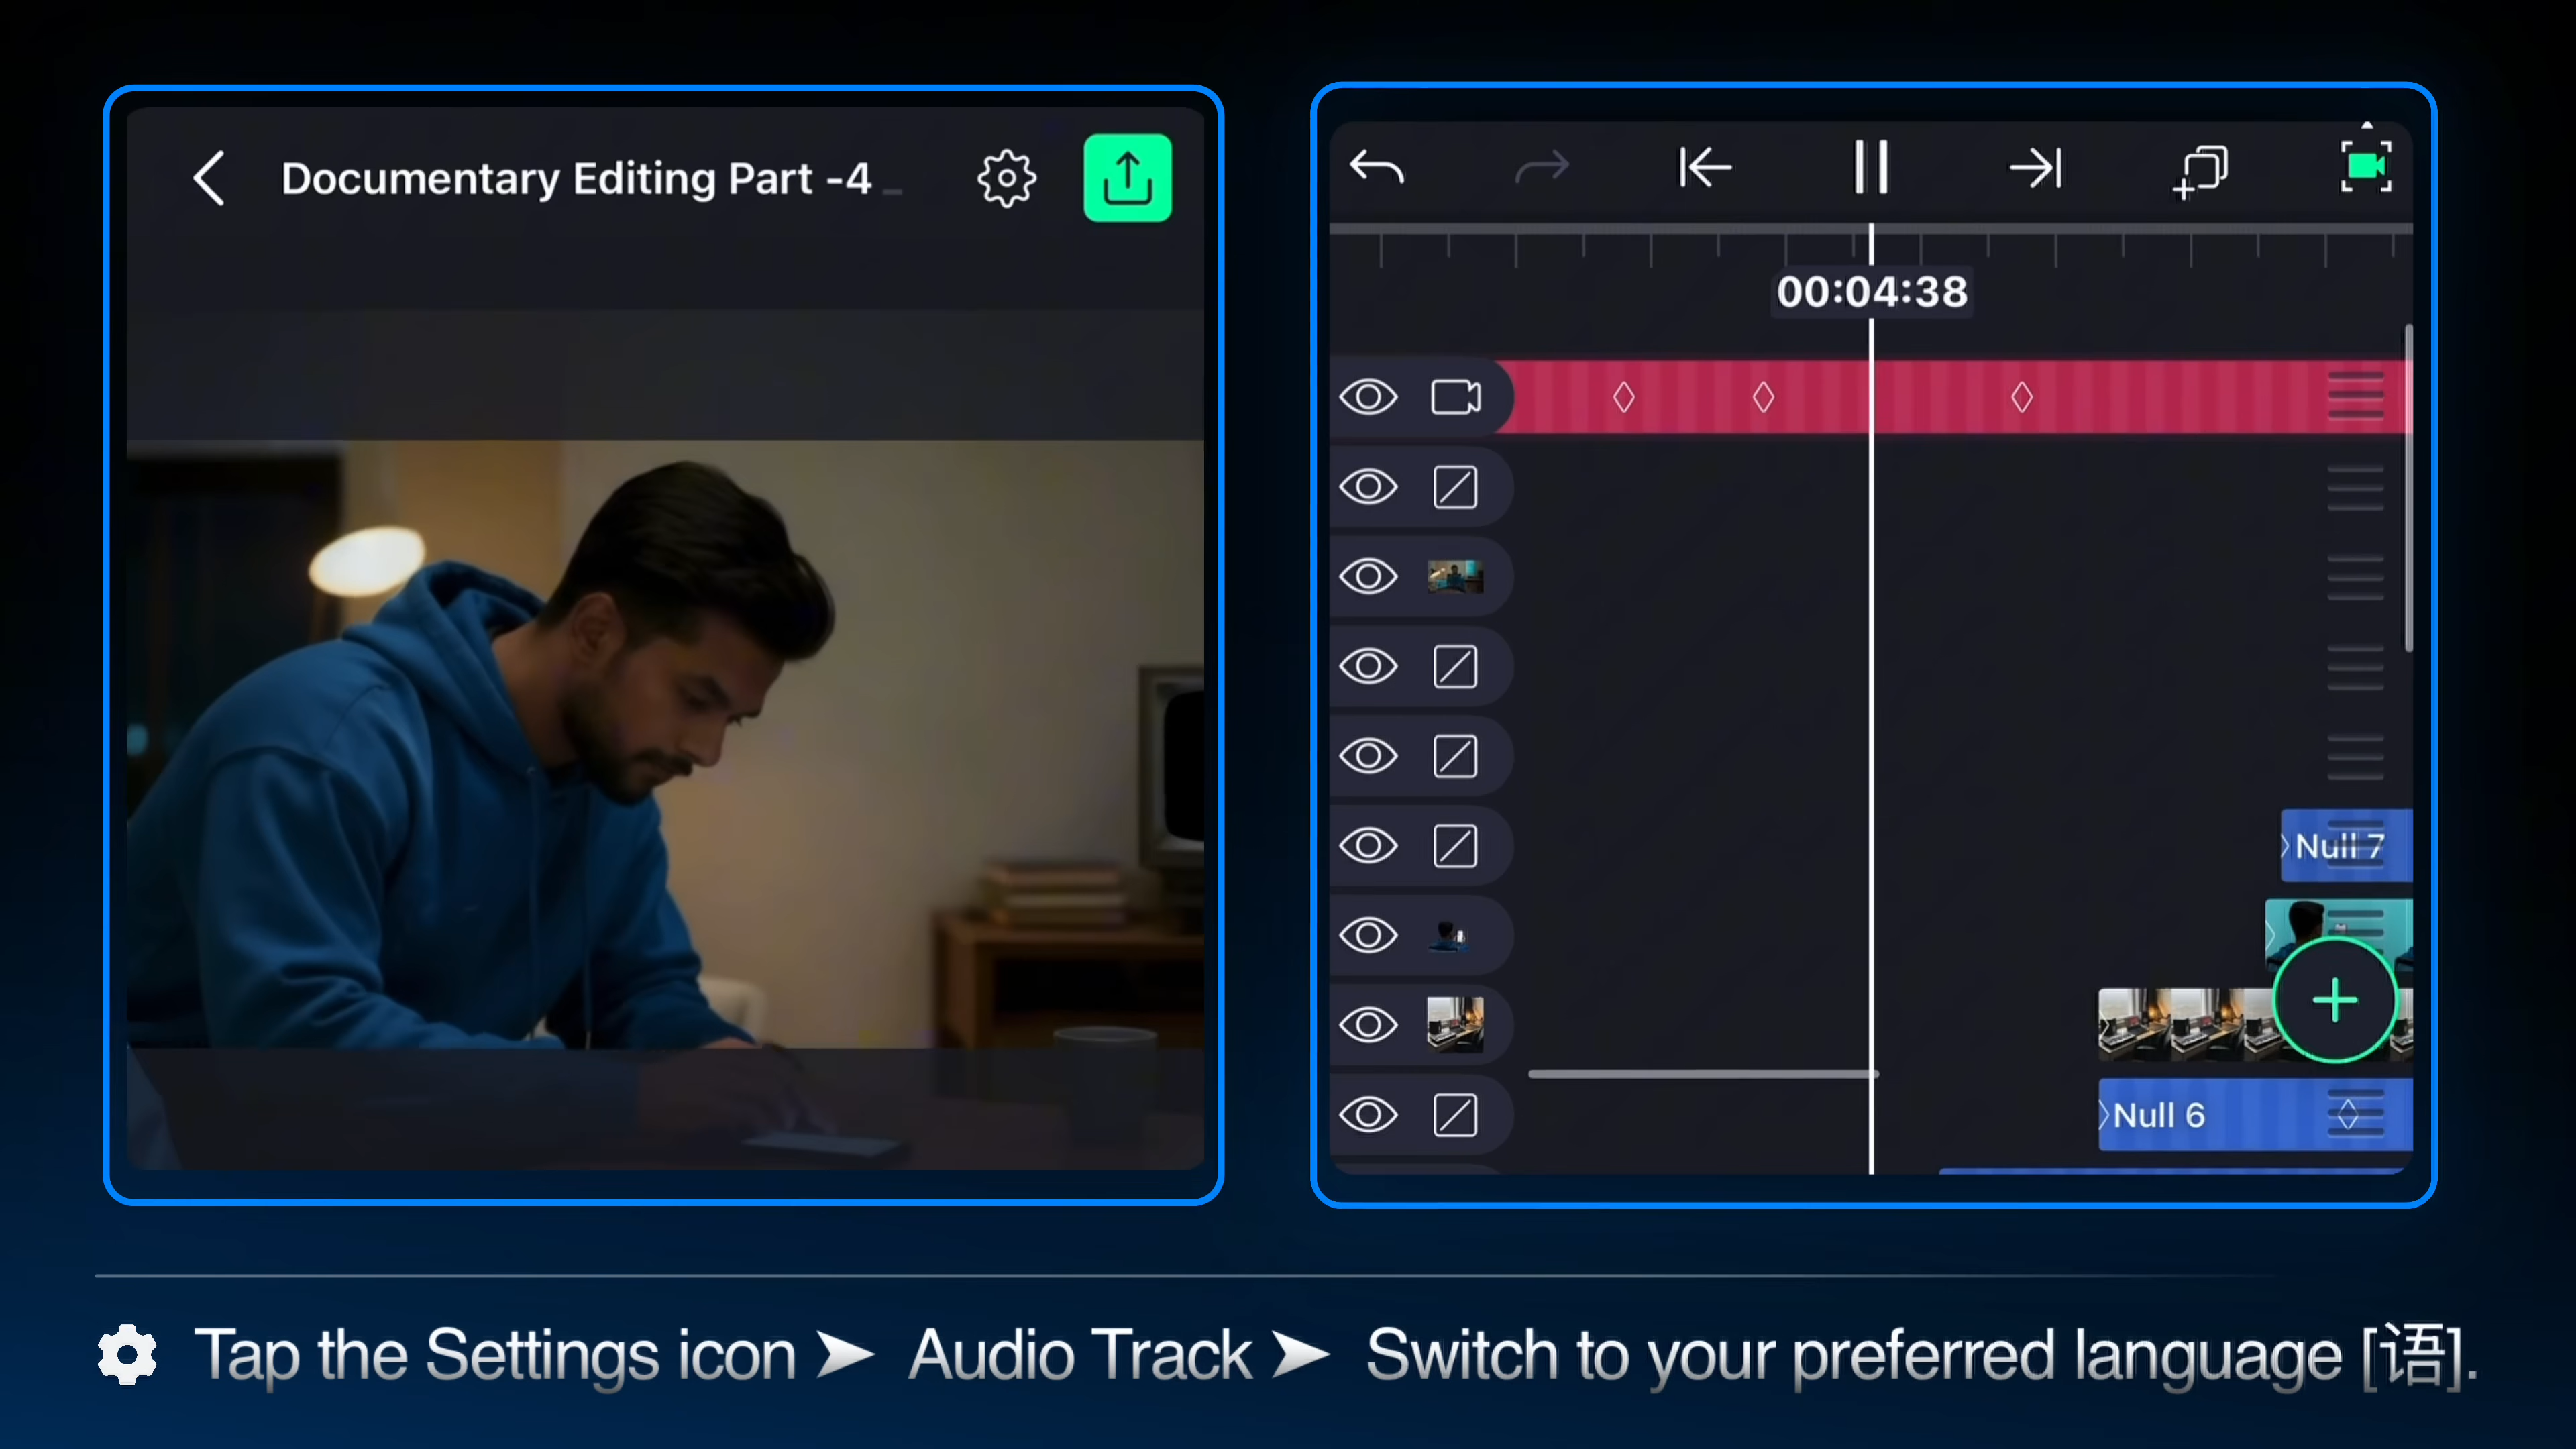 Documentary Editing Part -4
00:04:38
Null 7
Null 6
Tap the Settings icon ➤ Audio Track ➤ Switch to your preferred language [语].